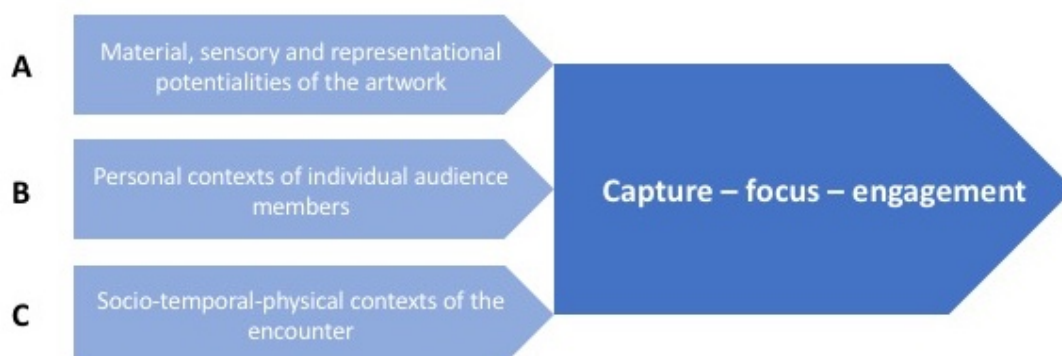 A
Material, sensory and representational
potentialities of the artwork
B
Personal contexts of individual audience
members
Capture – focus – engagement
C
Socio-temporal-physical contexts of the
encounter